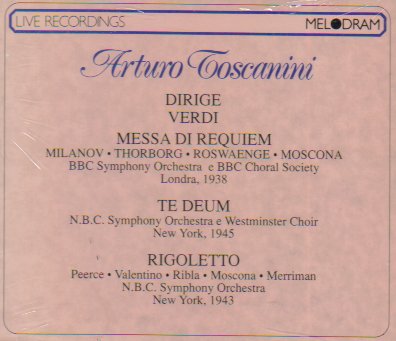 LIVE RECORDINGS MELODRAM
Arturo Toscanini
DIRIGE
VERDI
MESSA DI REQUIEM
MILANOV • THORBORG • ROSWAENGE • MOSCONA
BBC Symphony Orchestra e BBC Choral Society
Londra, 1938
TE DEUM
N.B.C. Symphony Orchestra e Westminster Choir
New York, 1945
RIGOLETTO
Peerce • Valentino • Ribla • Moscona • Merriman
N.B.C. Symphony Orchestra
New York, 1943